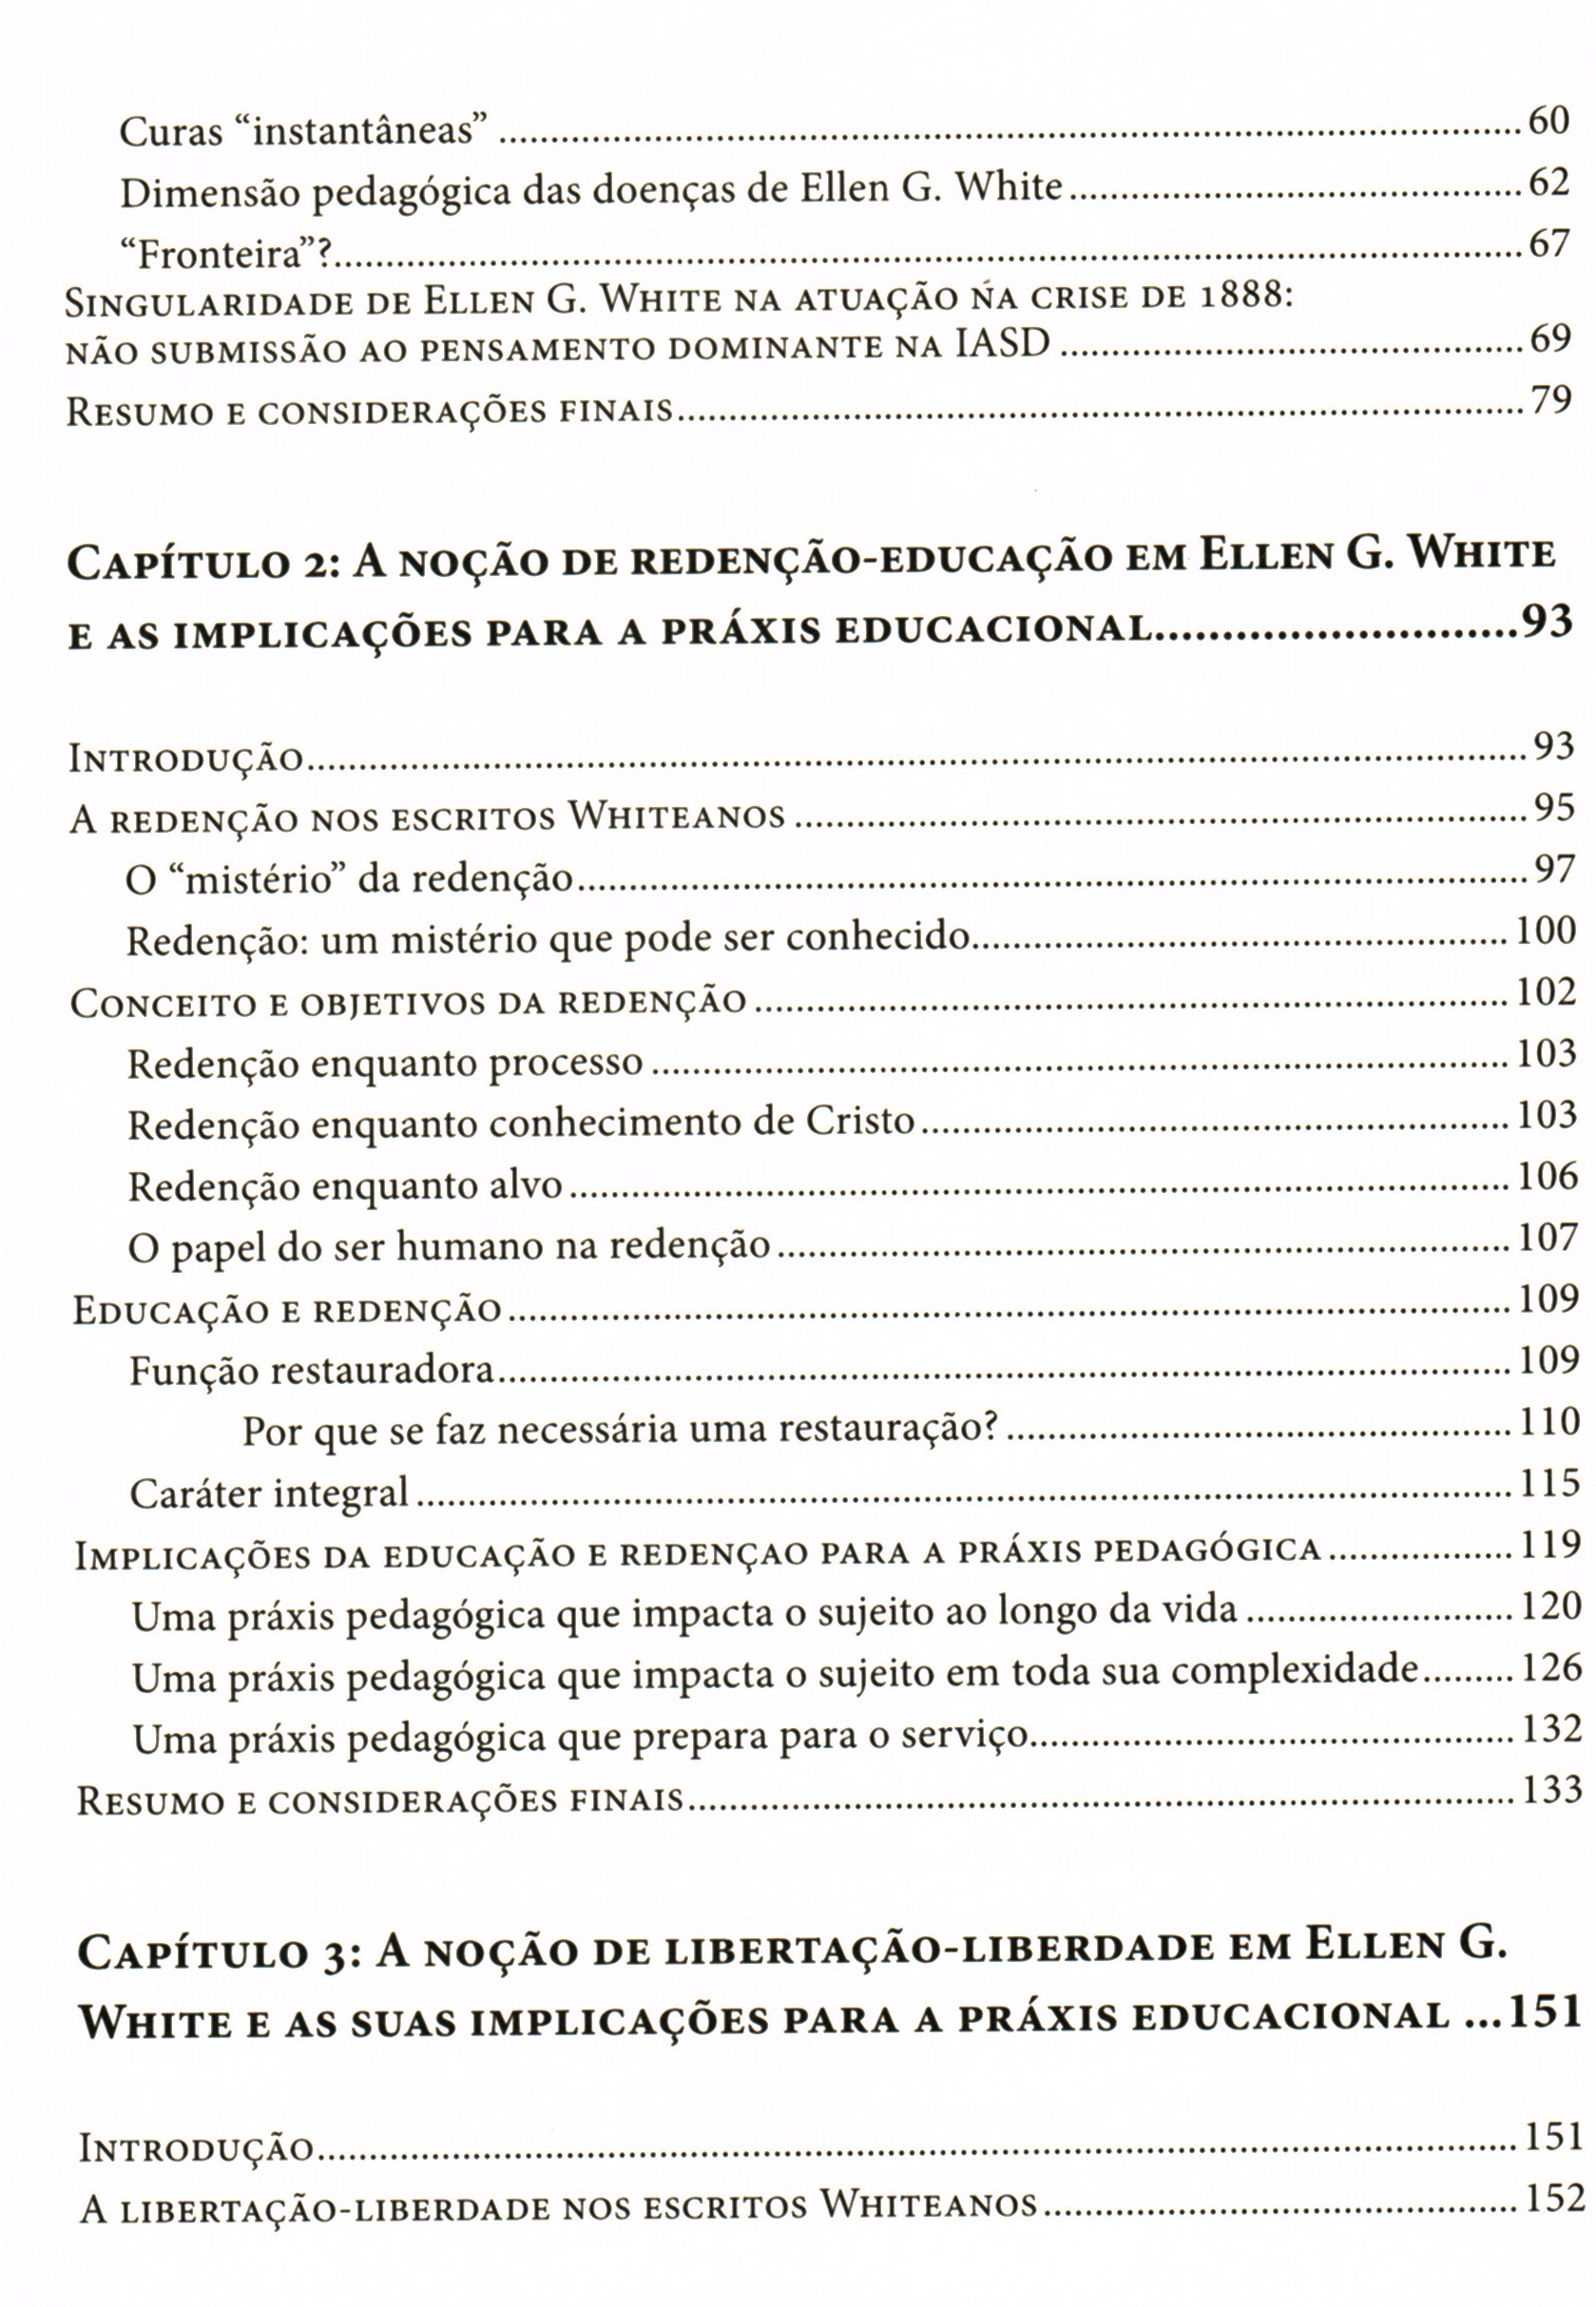 Curas “instantâneas” ........ 60
Dimensão pedagógica das doenças de Ellen G. White ........ 62
“Fronteira”? ........ 67
Singularidade de Ellen G. White na atuação na crise de 1888:
não submissão ao pensamento dominante na IASD ........ 69
Resumo e considerações finais ........ 79
Capítulo 2: A noção de redenção-educação em Ellen G. White
e as implicações para a práxis educacional ........ 93
Introdução ........ 93
A redenção nos escritos Whiteanos ........ 95
O “mistério” da redenção ........ 97
Redenção: um mistério que pode ser conhecido ........ 100
Conceito e objetivos da redenção ........ 102
Redenção enquanto processo ........ 103
Redenção enquanto conhecimento de Cristo ........ 103
Redenção enquanto alvo ........ 106
O papel do ser humano na redenção ........ 107
Educação e redenção ........ 109
Função restauradora ........ 109
Por que se faz necessária uma restauração? ........ 110
Caráter integral ........ 115
Implicações da educação e redençao para a práxis pedagógica ........ 119
Uma práxis pedagógica que impacta o sujeito ao longo da vida ........ 120
Uma práxis pedagógica que impacta o sujeito em toda sua complexidade ........ 126
Uma práxis pedagógica que prepara para o serviço ........ 132
Resumo e considerações finais ........ 133
Capítulo 3: A noção de libertação-liberdade em Ellen G.
White e as suas implicações para a práxis educacional ...151
Introdução ........ 151
A libertação-liberdade nos escritos Whiteanos ........ 152